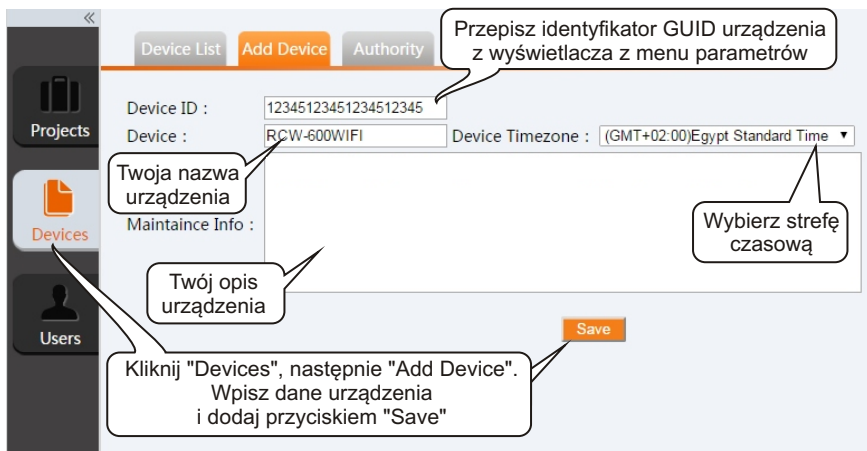 «
Device List Add Device Authority
Przepisz identyfikator GUID urządzenia
z wyświetlacza z menu parametrów
Projects
Device ID : 12345123451234512345
Device : RCW-600WIFI Device Timezone : (GMT+02:00)Egypt Standard Time
Twoja nazwa
urządzenia
Devices
Maintaince Info :
Wybierz strefę
czasową
Twój opis
urządzenia
Users
Save
Kliknij "Devices", następnie "Add Device".
Wpisz dane urządzenia
i dodaj przyciskiem "Save"